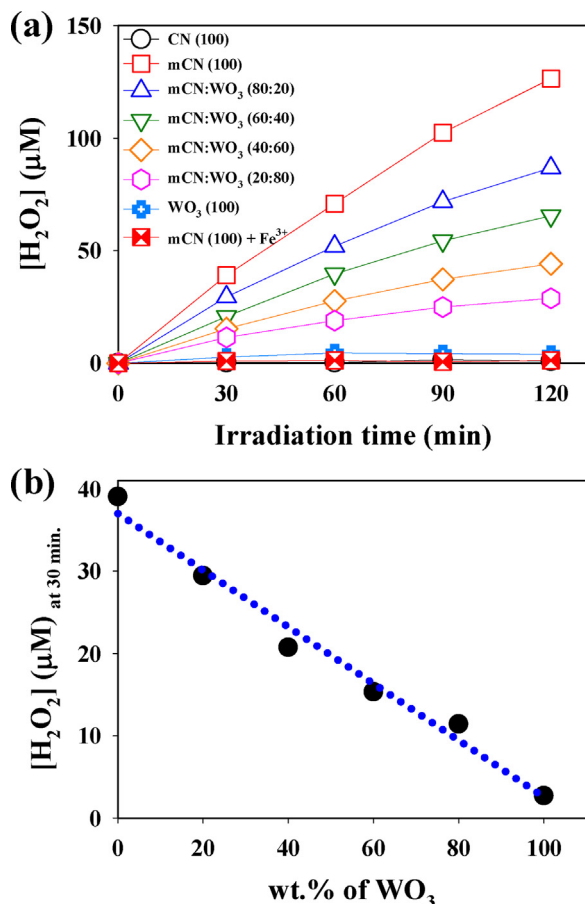 (a)
150
100
50
0
[H₂O₂] (μM)
CN (100)
mCN (100)
mCN:WO₃ (80:20)
mCN:WO₃ (60:40)
mCN:WO₃ (40:60)
mCN:WO₃ (20:80)
WO₃ (100)
mCN (100) + Fe³⁺
0 30 60 90 120
Irradiation time (min)
(b)
40
30
20
10
0
[H₂O₂] (μM) at 30 min.
0 20 40 60 80 100
wt.% of WO₃